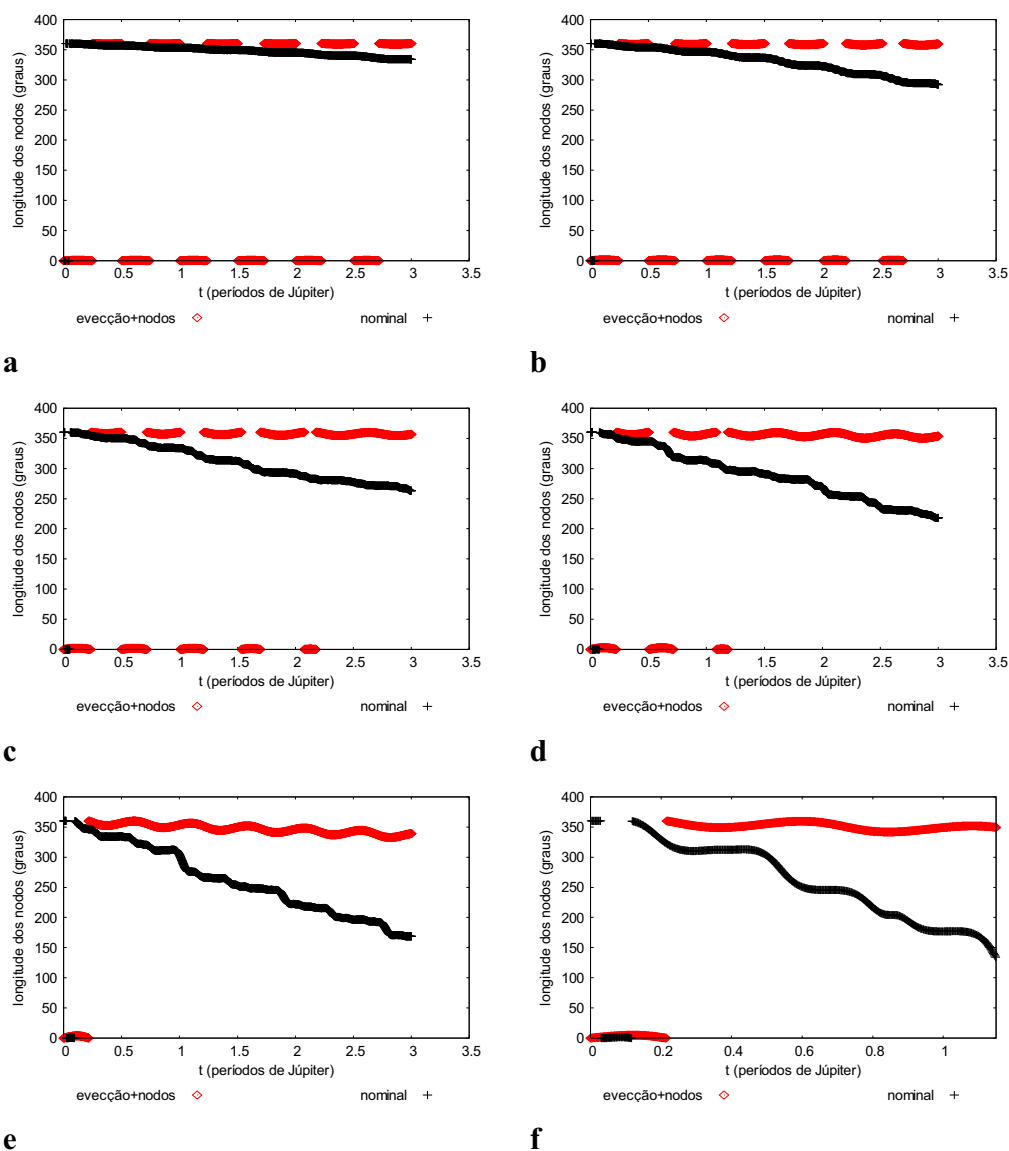 400
350
300
250
200
150
100
50
0
longitude dos nodos (graus)
0 0.5 1 1.5 2 2.5 3 3.5
t (períodos de Júpiter)
evecção+nodos nominal
a
400
350
300
250
200
150
100
50
0
longitude dos nodos (graus)
0 0.5 1 1.5 2 2.5 3 3.5
t (períodos de Júpiter)
evecção+nodos nominal
b
400
350
300
250
200
150
100
50
0
longitude dos nodos (graus)
0 0.5 1 1.5 2 2.5 3 3.5
t (períodos de Júpiter)
evecção+nodos nominal
c
400
350
300
250
200
150
100
50
0
longitude dos nodos (graus)
0 0.5 1 1.5 2 2.5 3 3.5
t (períodos de Júpiter)
evecção+nodos nominal
d
400
350
300
250
200
150
100
50
0
longitude dos nodos (graus)
0 0.5 1 1.5 2 2.5 3 3.5
t (períodos de Júpiter)
evecção+nodos nominal
e
400
350
300
250
200
150
100
50
0
longitude dos nodos (graus)
0 0.2 0.4 0.6 0.8 1
t (períodos de Júpiter)
evecção+nodos nominal
f